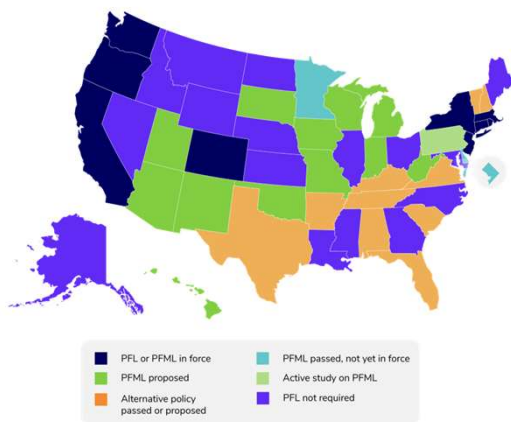 PFL or PFML in force
PFML passed, not yet in force
PFML proposed
Active study on PFML
Alternative policy
passed or proposed
PFL not required